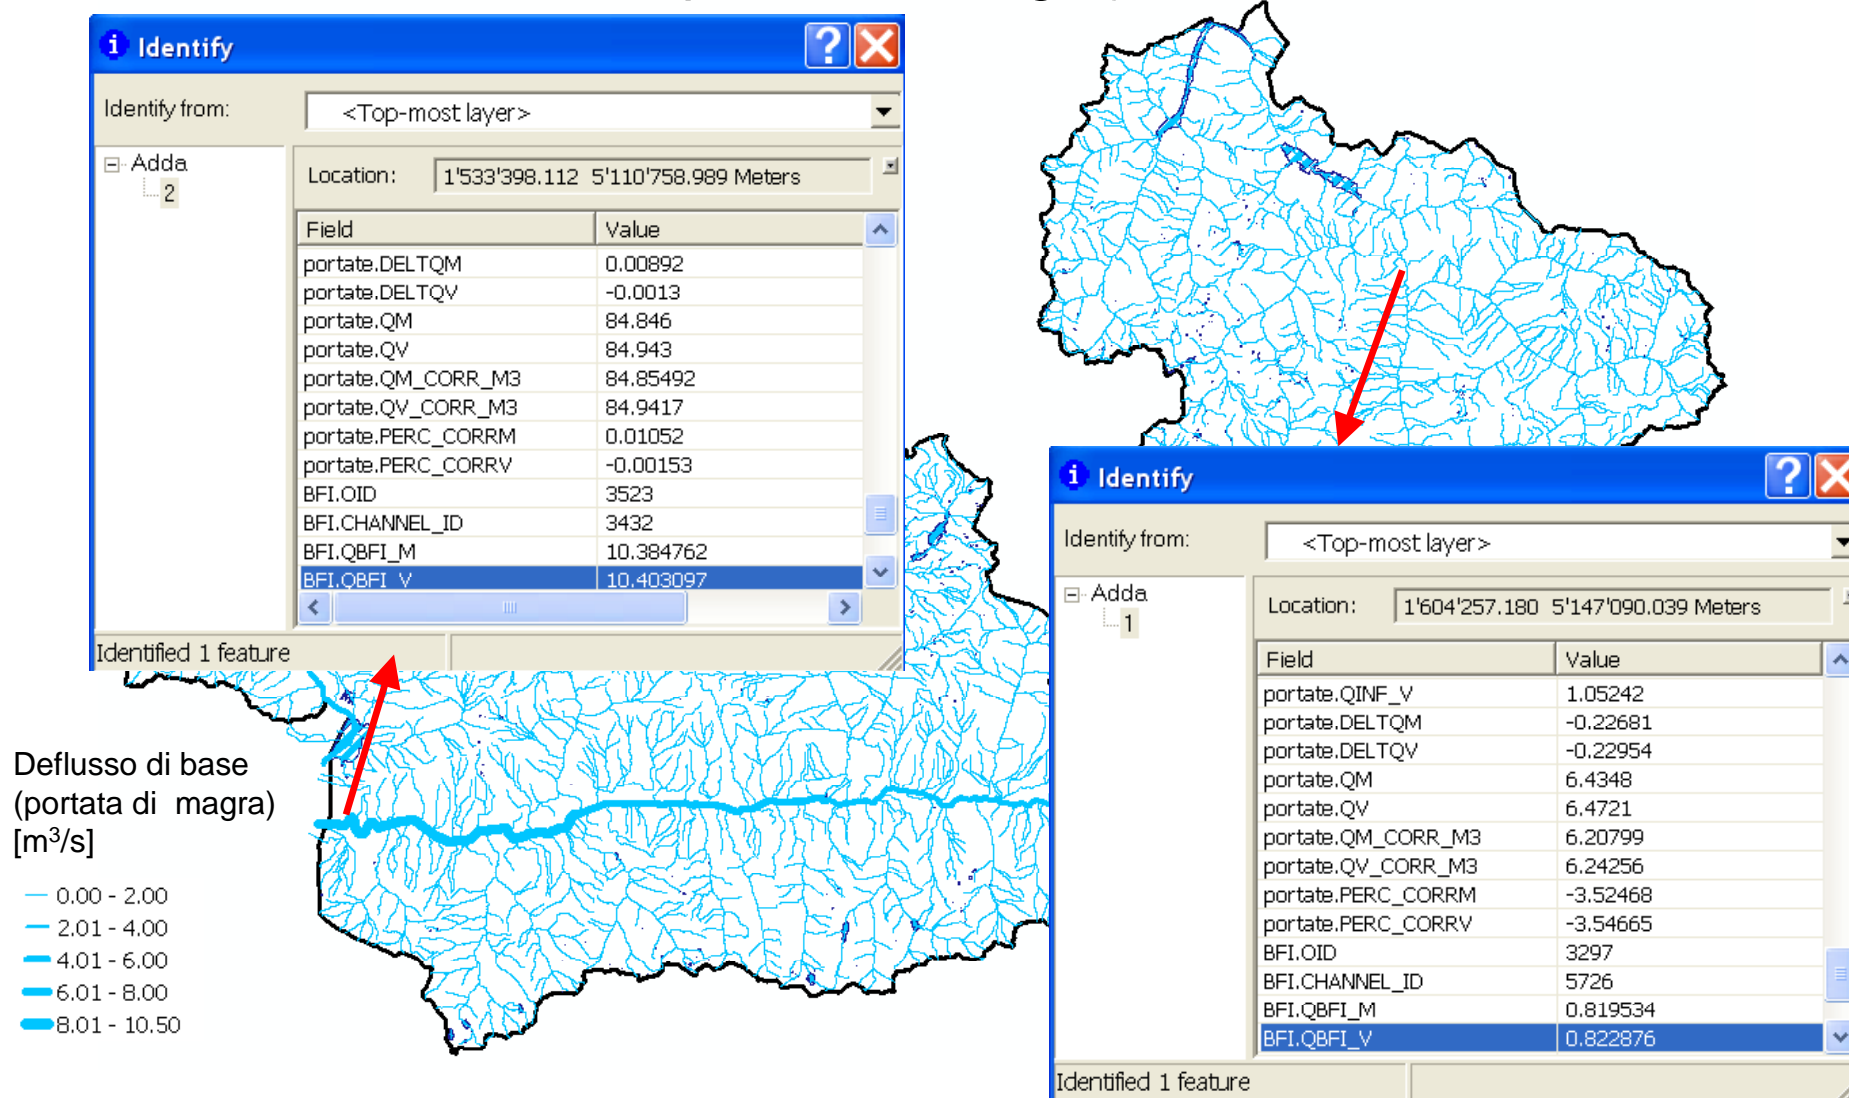 Identify
Identify from:
<Top-most layer>
Adda
2
Location: 1'533'398.112 5'110'758.989 Meters
Field Value
portate.DELTQM 0.00892
portate.DELTQV -0.0013
portate.QM 84.846
portate.QV 84.943
portate.QM_CORR_M3 84.85492
portate.QV_CORR_M3 84.9417
portate.PERC_CORRM 0.01052
portate.PERC_CORRV -0.00153
BFI.OID 3523
BFI.CHANNEL_ID 3432
BFI.QBFI_M 10.384762
BFI.QBFI_V 10.403097
Identified 1 feature
Deflusso di base
(portata di magra)
[m³/s]
0.00 - 2.00
2.01 - 4.00
4.01 - 6.00
6.01 - 8.00
8.01 - 10.50
Identify
Identify from:
<Top-most layer>
Adda
1
Location: 1'604'257.180 5'147'090.039 Meters
Field Value
portate.QINF_V 1.05242
portate.DELTQM -0.22681
portate.DELTQV -0.22954
portate.QM 6.4348
portate.QV 6.4721
portate.QM_CORR_M3 6.20799
portate.QV_CORR_M3 6.24256
portate.PERC_CORRM -3.52468
portate.PERC_CORRV -3.54665
BFI.OID 3297
BFI.CHANNEL_ID 5726
BFI.QBFI_M 0.819534
BFI.QBFI_V 0.822876
Identified 1 feature